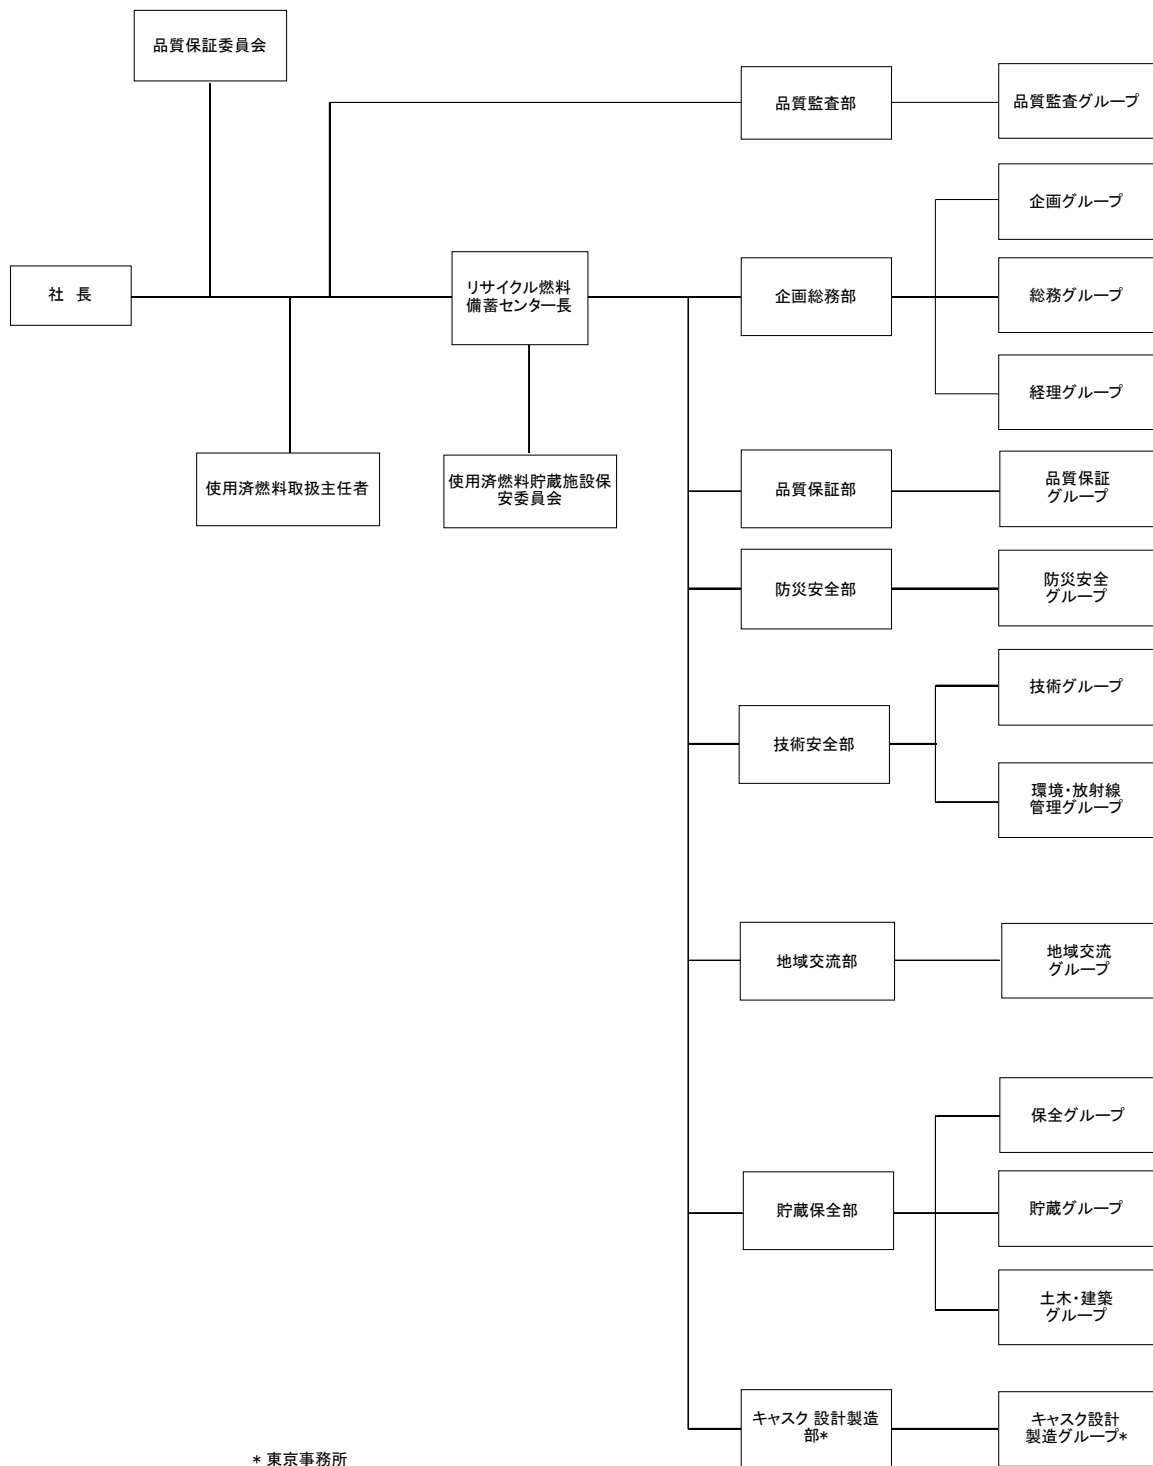 品質保証委員会
品質監査部
品質監査グループ
企画グループ
社 長
リサイクル燃料
備蓄センター長
企画総務部
総務グループ
経理グループ
使用済燃料取扱主任者
使用済燃料貯蔵施設保
安委員会
品質保証部
品質保証
グループ
防災安全部
防災安全
グループ
技術グループ
技術安全部
環境・放射線
管理グループ
地域交流部
地域交流
グループ
保全グループ
貯蔵保全部
貯蔵グループ
土木・建築
グループ
キャスク 設計製造
部*
キャスク設計
製造グループ*
* 東京事務所